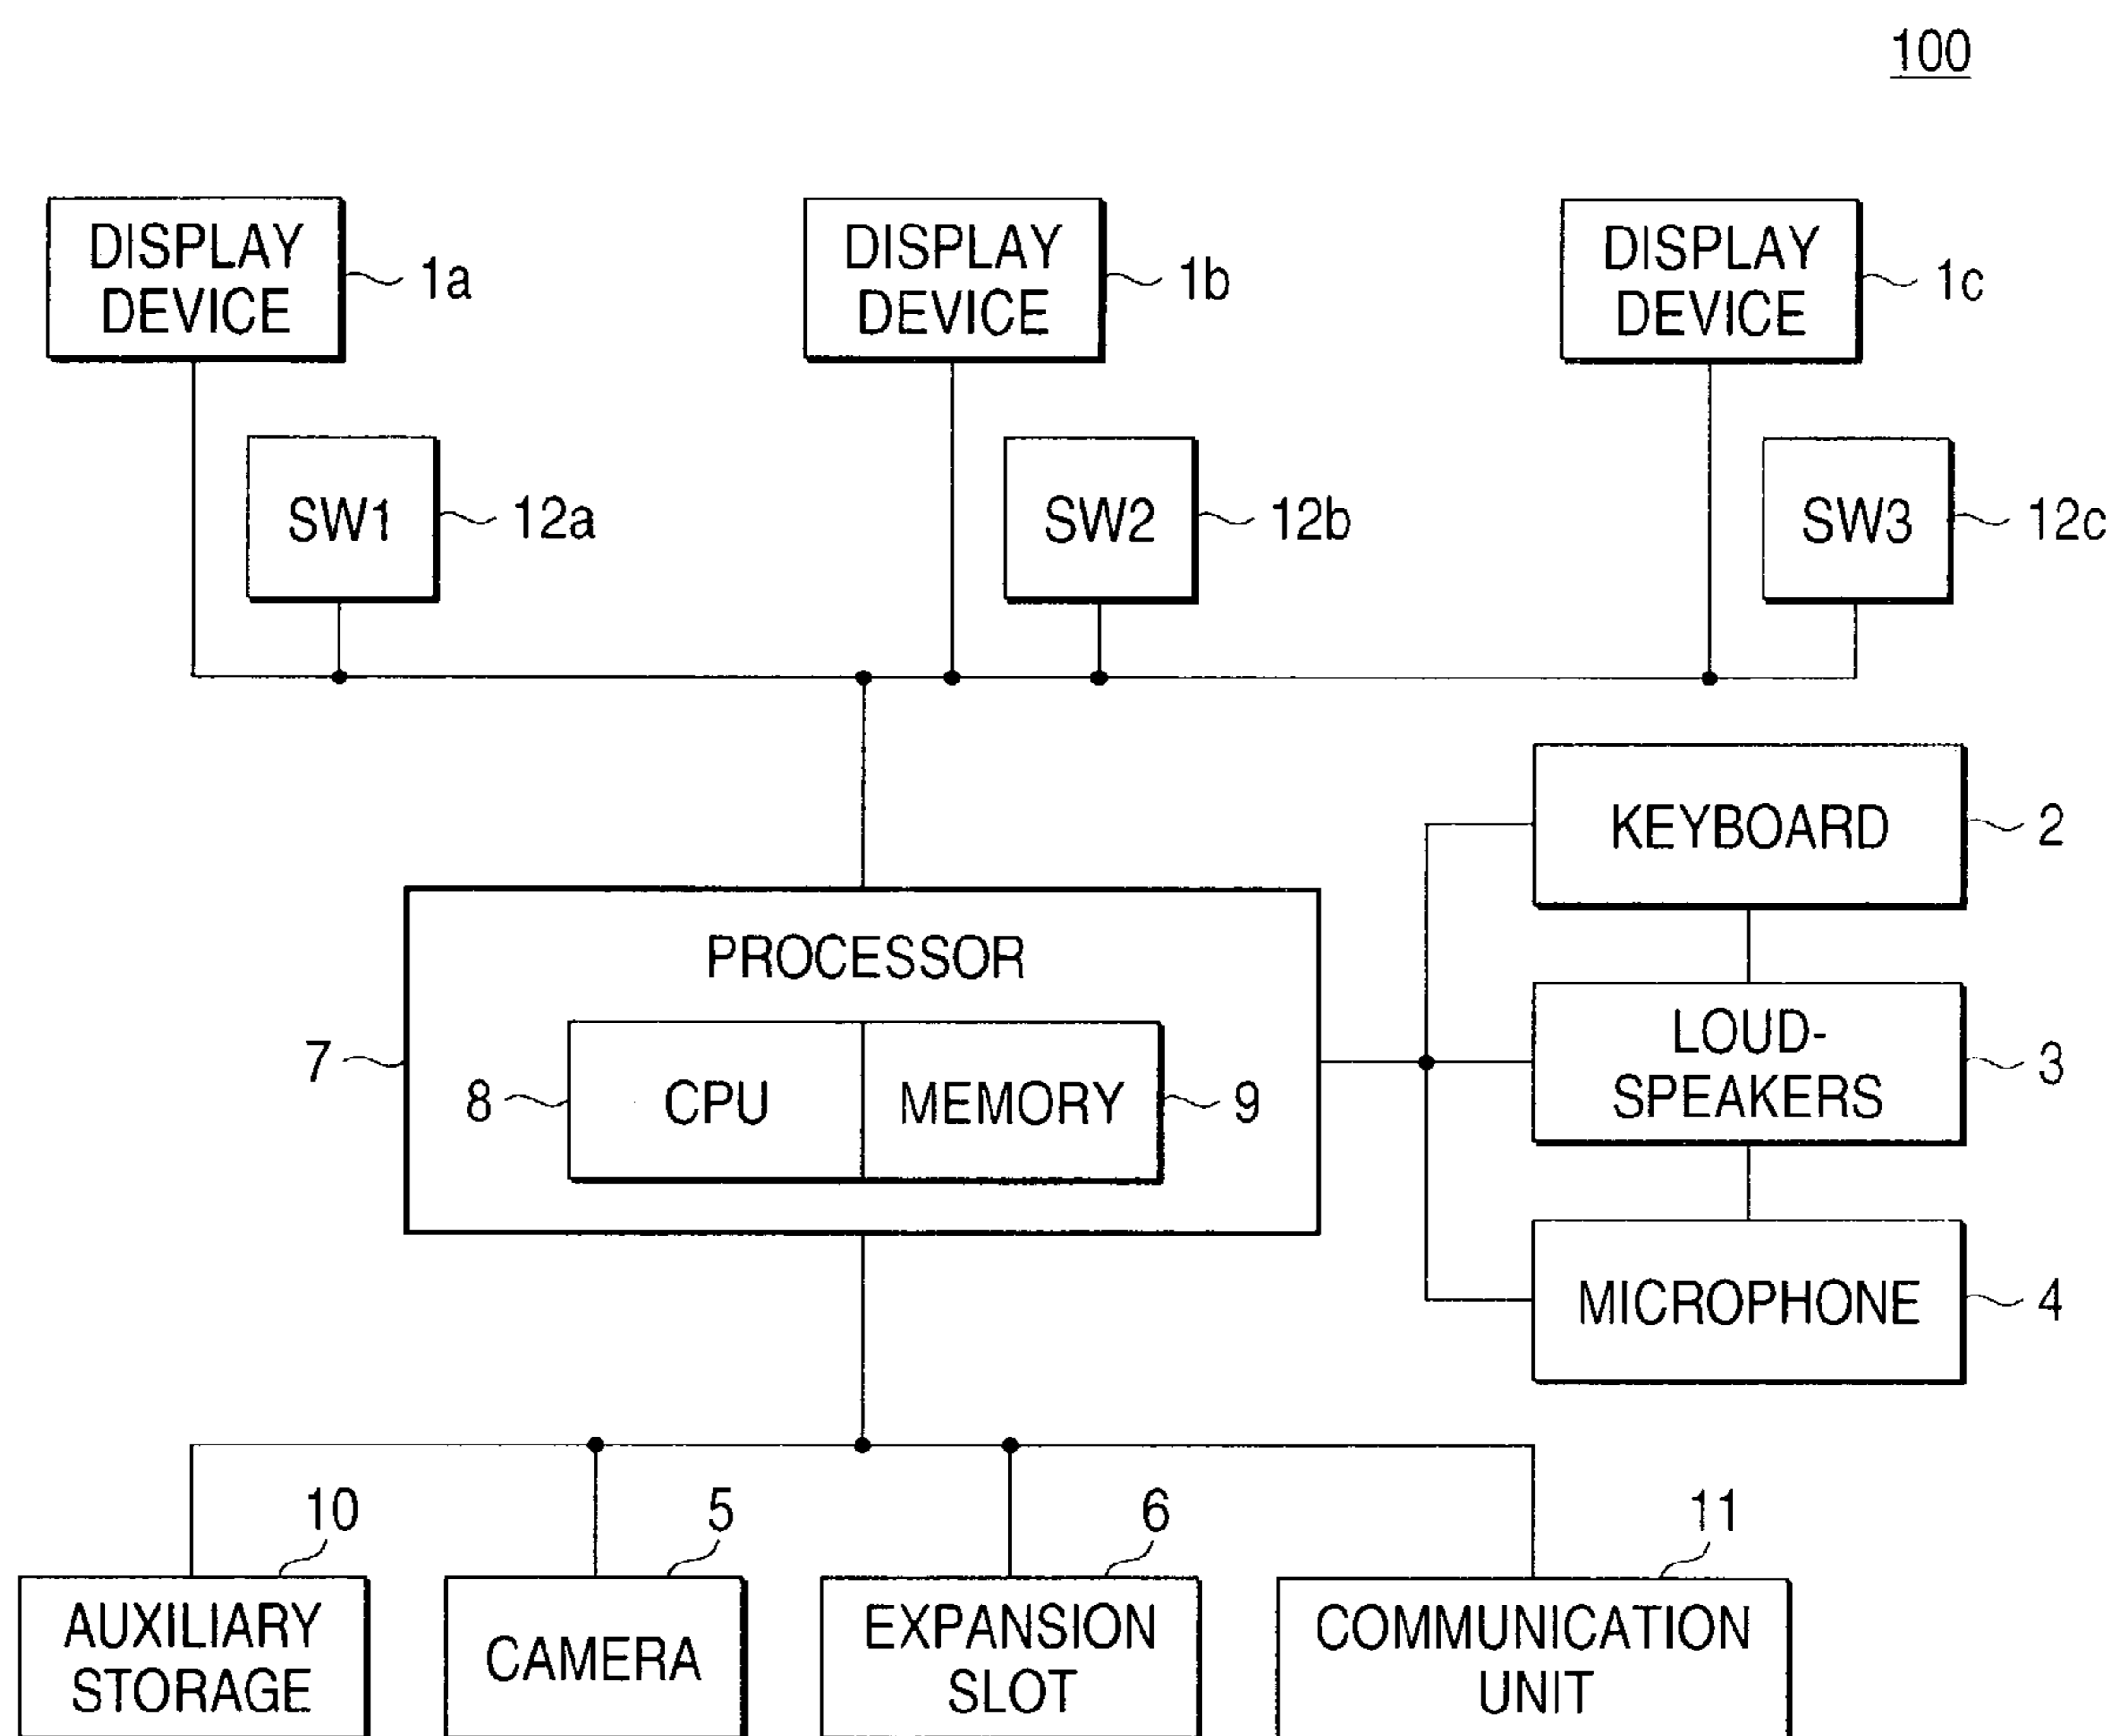 100
DISPLAY
DEVICE
1a
DISPLAY
DEVICE
1b
DISPLAY
DEVICE
1c
SW1
12a
SW2
12b
SW3
12c
KEYBOARD
2
PROCESSOR
LOUD-
SPEAKERS
3
7
8
CPU
MEMORY
9
MICROPHONE
4
10
5
6
11
AUXILIARY
STORAGE
CAMERA
EXPANSION
SLOT
COMMUNICATION
UNIT